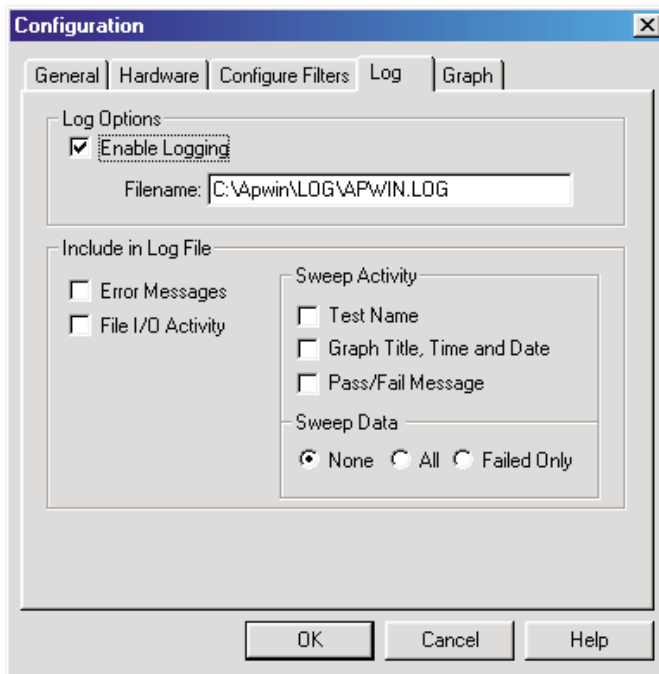 Configuration
General Hardware Configure Filters Log Graph
Log Options
Enable Logging
Filename: C:\Apwin\LOG\APWIN.LOG
Include in Log File
Error Messages
File I/O Activity
Sweep Activity
Test Name
Graph Title, Time and Date
Pass/Fail Message
Sweep Data
None All Failed Only
OK Cancel Help